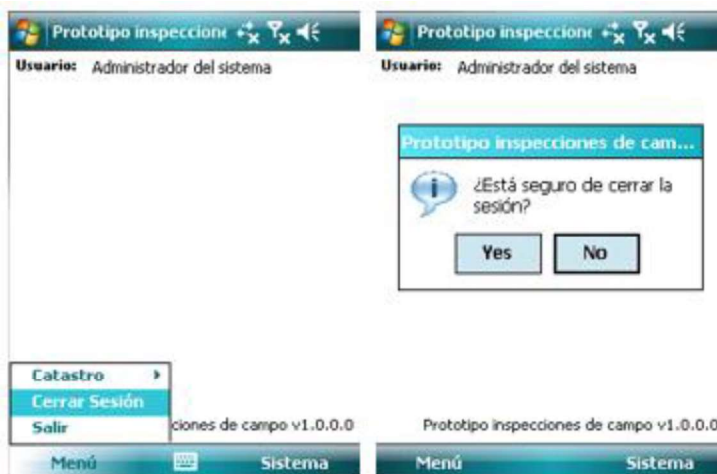 Prototipo inspeccione
Usuario: Administrador del sistema
Catastro
Cerrar Sesión
Salir
ciones de campo v1.0.0.0
Menú Sistema
Prototipo inspeccione
Usuario: Administrador del sistema
Prototipo inspecciones de cam...
¿Está seguro de cerrar la
sesión?
Yes No
Prototipo inspecciones de campo v1.0.0.0
Menú Sistema